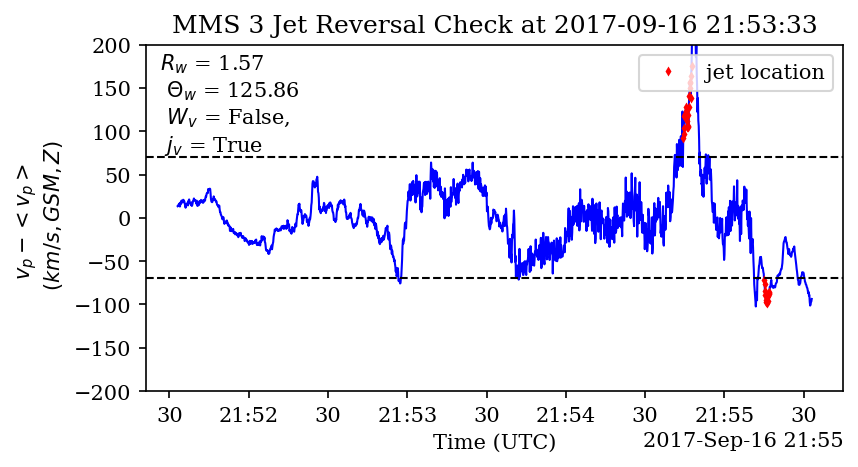 MMS 3 Jet Reversal Check at 2017-09-16 21:53:33
R_w = 1.57
Θ_w = 125.86
W_v = False,
j_v = True
jet location
200
150
100
50
0
−50
−100
−150
−200
v_p − < v_p >
(km/s, GSM, Z)
30 21:52 30 21:53 30 21:54 30 21:55 30
Time (UTC)
2017-Sep-16 21:55